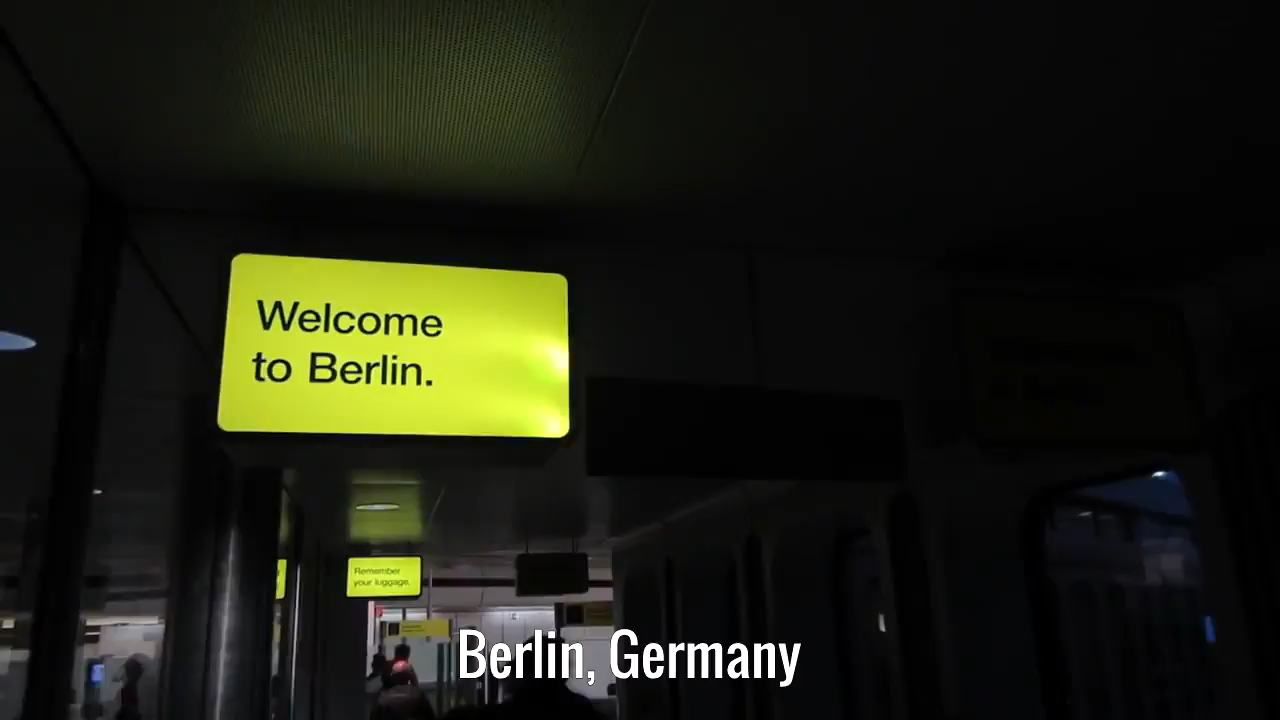 Welcome
to Berlin.
Remember
your luggage.
Berlin, Germany